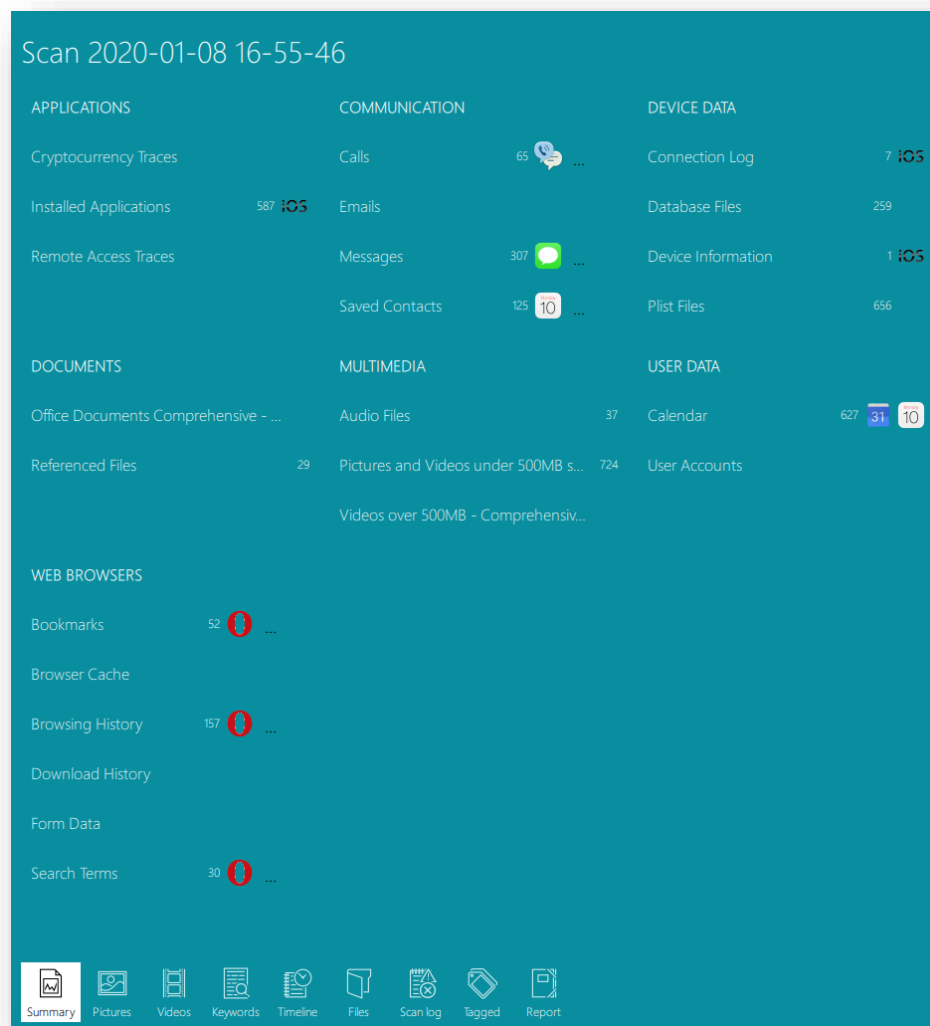 Scan 2020-01-08 16-55-46
APPLICATIONS
Cryptocurrency Traces
Installed Applications 587 iOS
Remote Access Traces
COMMUNICATION
Calls 65 ...
Emails
Messages 307 ...
Saved Contacts 125 Monday 10 ...
DEVICE DATA
Connection Log 7 iOS
Database Files 259
Device Information 1 iOS
Plist Files 656
DOCUMENTS
Office Documents Comprehensive - ...
Referenced Files 29
MULTIMEDIA
Audio Files 37
Pictures and Videos under 500MB s... 724
Videos over 500MB - Comprehensiv...
USER DATA
Calendar 627 31 Monday 10
User Accounts
WEB BROWSERS
Bookmarks 52 ...
Browser Cache
Browsing History 157 ...
Download History
Form Data
Search Terms 30 ...
Summary Pictures Videos Keywords Timeline Files Scan log Tagged Report